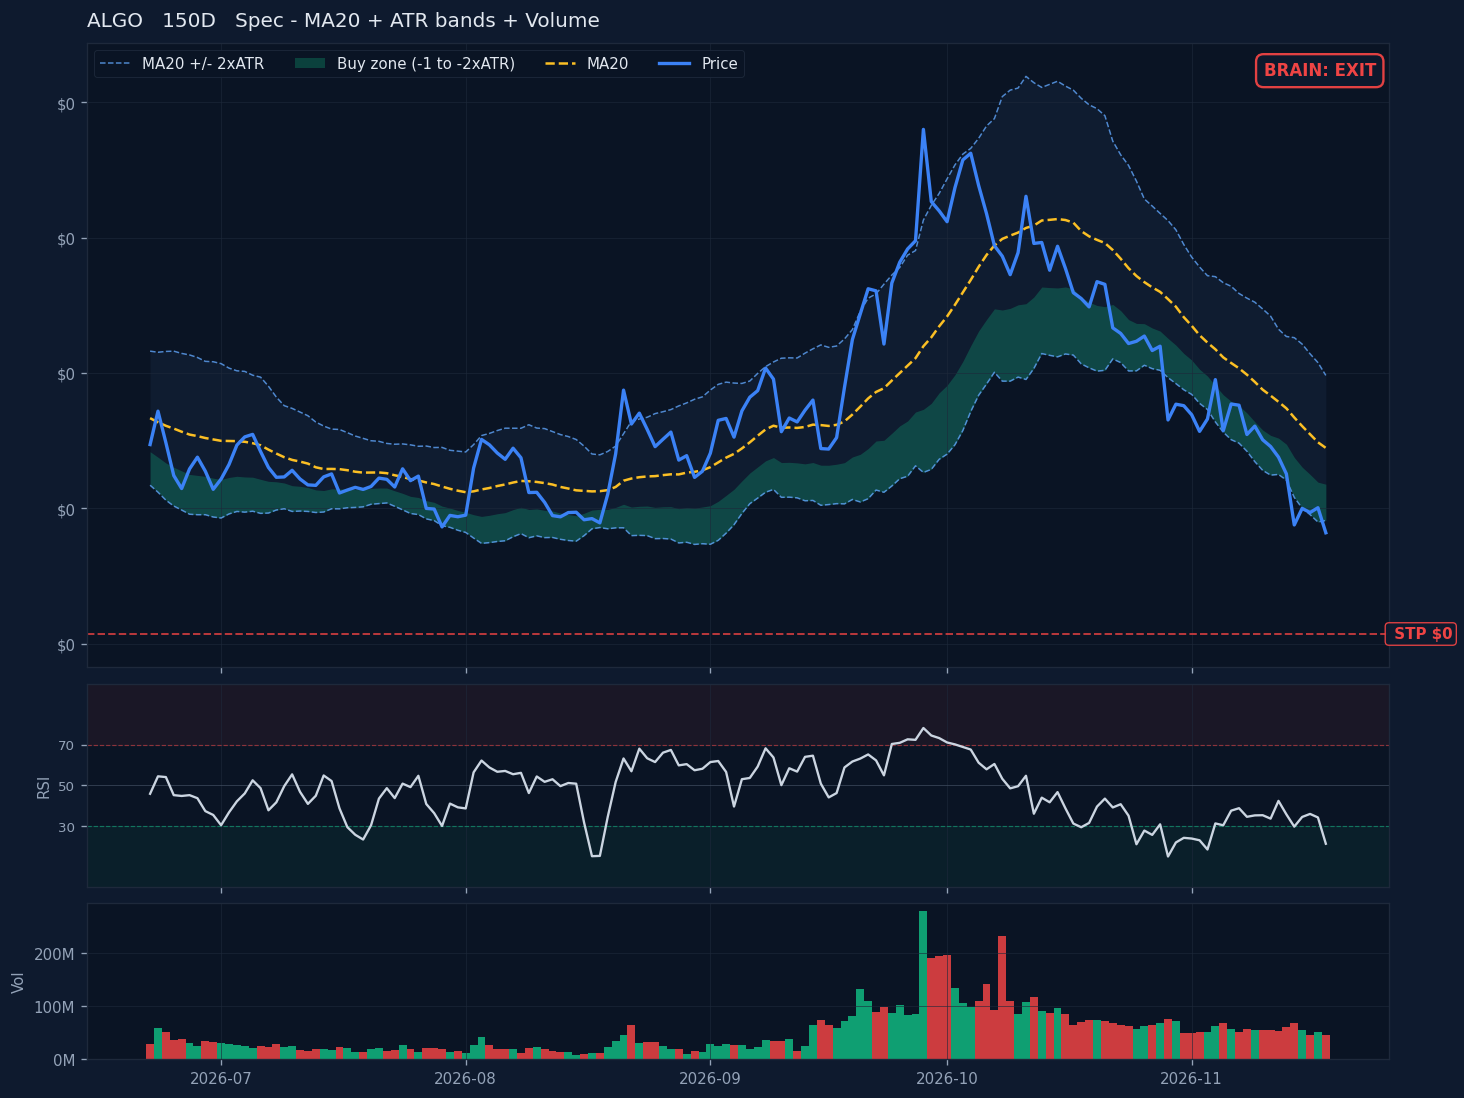 ALGO 150D Spec - MA20 + ATR bands + Volume
MA20 +/- 2xATR Buy zone (-1 to -2xATR) MA20 Price
BRAIN: EXIT
$0
$0
$0
$0
$0
STP $0
RSI
70
50
30
Vol
200M
100M
0M
2026-07 2026-08 2026-09 2026-10 2026-11